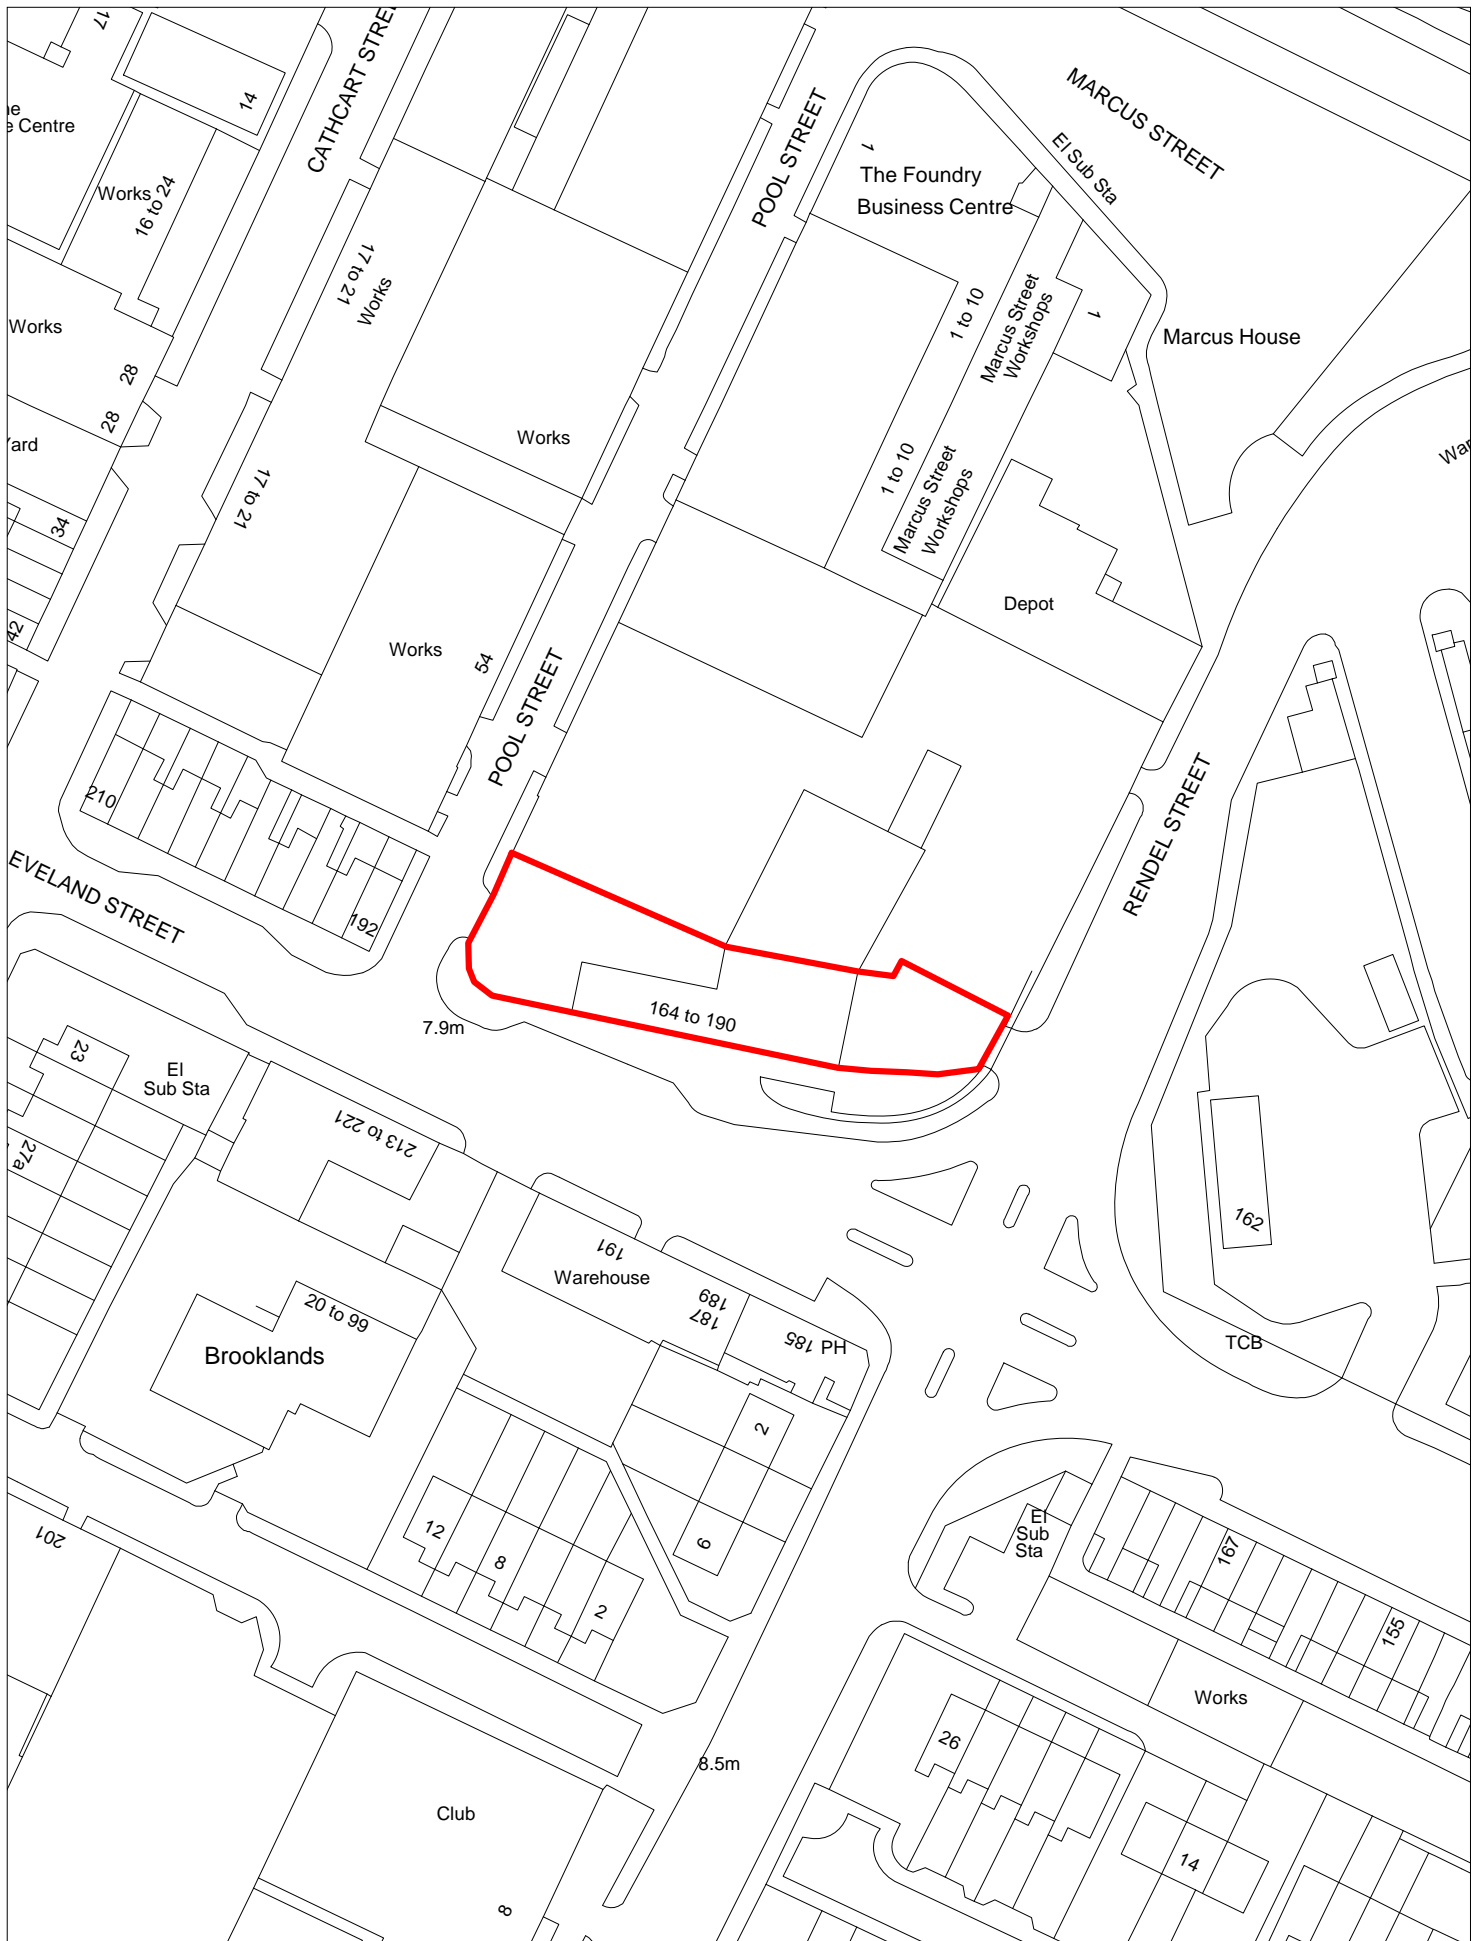 17
14
CATHCART
Centre
Works
16 to 24
Works
28
28
34
42
17 to 21
Works
17 to 21
Works
Works
54
POOL STREET
POOL STREET
1
The Foundry
Business Centre
El Sub Sta
MARCUS STREET
1 to 10
Marcus Street
Workshops
1
Marcus House
1 to 10
Marcus Street
Workshops
Depot
RENDEL STREET
210
192
EVELAND STREET
164 to 190
7.9m
23
El
Sub Sta
27a
213 to 221
191
Warehouse
189
187
185
PH
20 to 99
Brooklands
162
TCB
2
6
12
8
2
201
El
Sub
Sta
167
155
Works
26
14
8.5m
Club
8